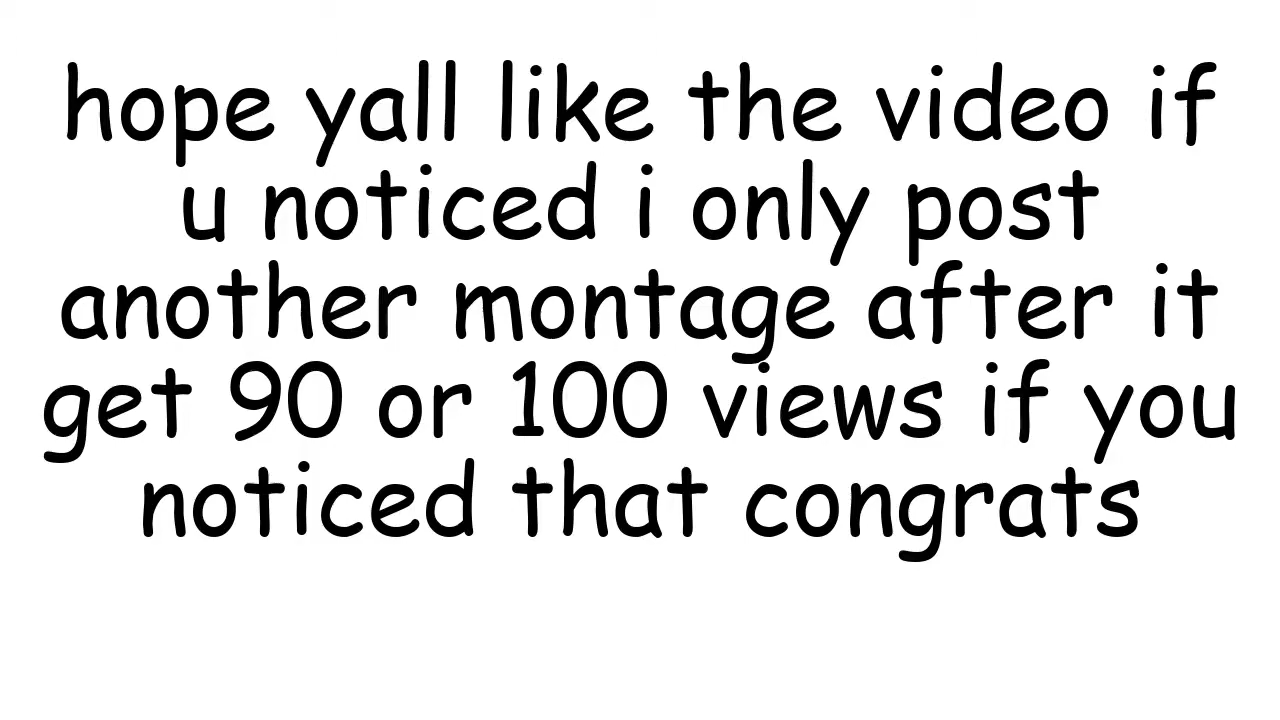 hope yall like the video if
u noticed i only post
another montage after it
get 90 or 100 views if you
noticed that congrats